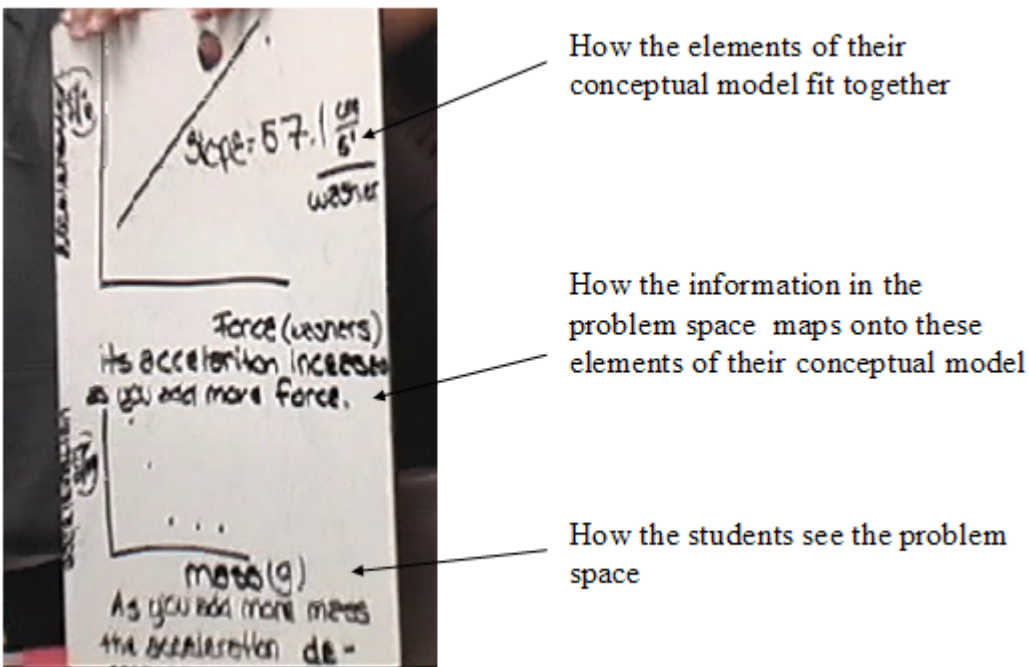 How the elements of their
conceptual model fit together
Slope = 57.1 cm
washer
How the information in the
problem space maps onto these
elements of their conceptual model
Force (washers)
its acceleration increases
as you add more force.
How the students see the problem
space
mass (g)
As you add more mass
the acceleration de-